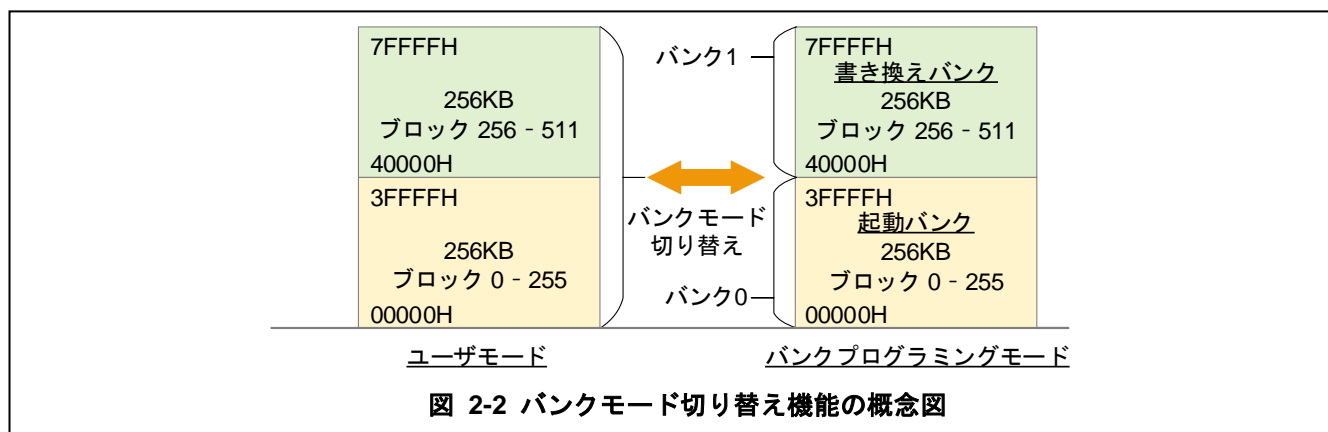 7FFFFH
256KB
ブロック 256 - 511
40000H
3FFFFH
256KB
ブロック 0 - 255
00000H
ユーザモード
バンク1
バンクモード
切り替え
バンク0
7FFFFH
書き換えバンク
256KB
ブロック 256 - 511
40000H
3FFFFH
起動バンク
256KB
ブロック 0 - 255
00000H
バンクプログラミングモード
図 2-2 バンクモード切り替え機能の概念図